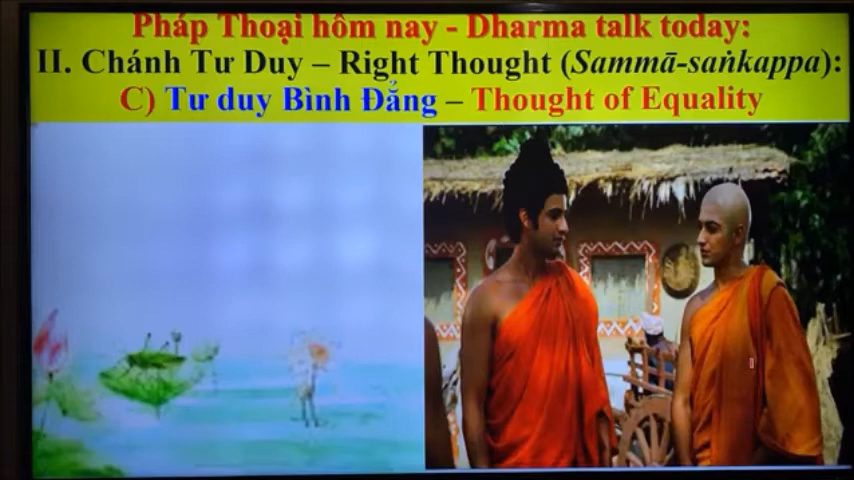 Pháp Thoại hôm nay - Dharma talk today:
II. Chánh Tư Duy – Right Thought (Sammā-saṅkappa):
C) Tư duy Bình Đẳng – Thought of Equality